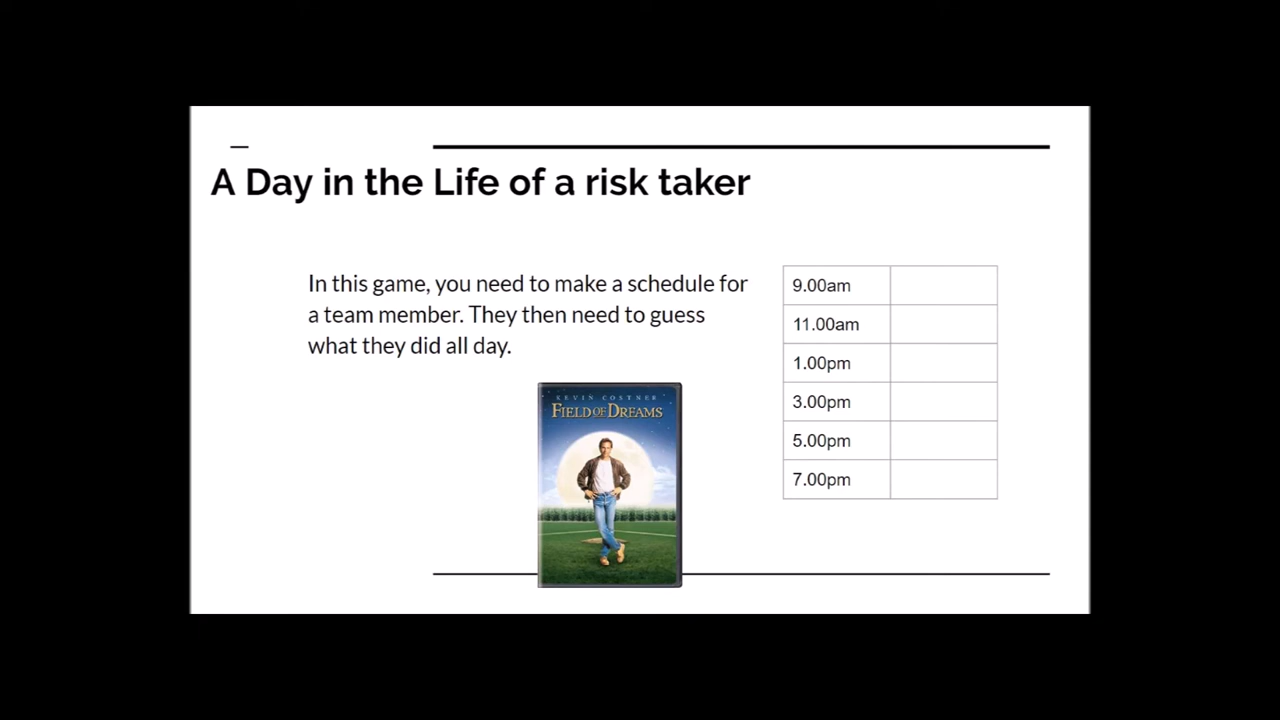 A Day in the Life of a risk taker
In this game, you need to make a schedule for
a team member. They then need to guess
what they did all day.
KEVIN COSTNER
FIELD OF DREAMS
9.00am
11.00am
1.00pm
3.00pm
5.00pm
7.00pm